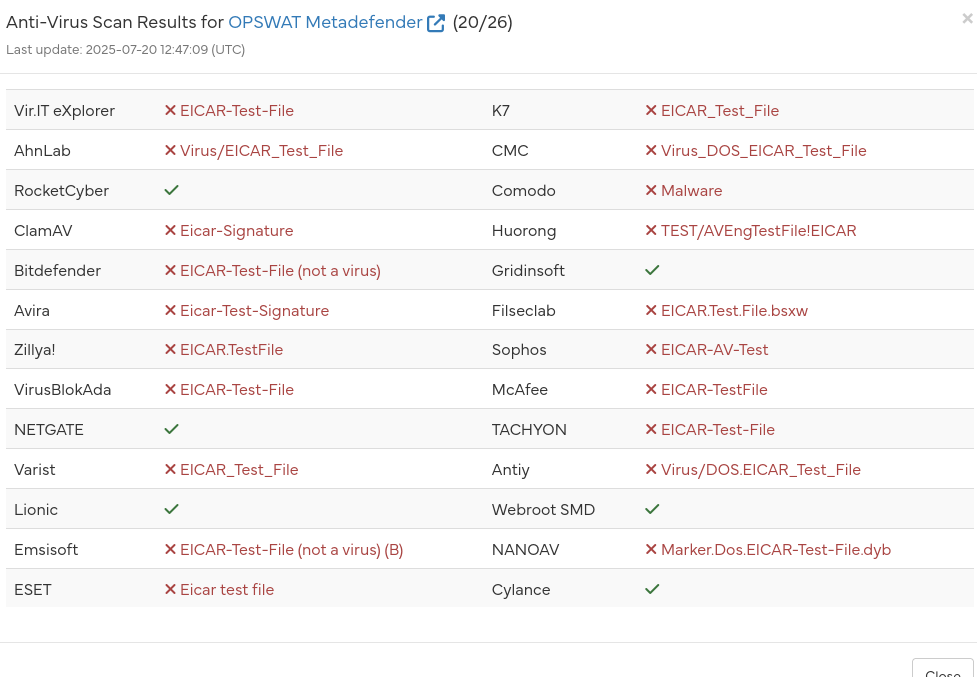 Anti-Virus Scan Results for OPSWAT Metadefender (20/26)
×
Last update: 2025-07-20 12:47:09 (UTC)
Vir.IT eXplorer ✕ EICAR-Test-File K7 ✕ EICAR_Test_File
AhnLab ✕ Virus/EICAR_Test_File CMC ✕ Virus_DOS_EICAR_Test_File
RocketCyber ✓ Comodo ✕ Malware
ClamAV ✕ Eicar-Signature Huorong ✕ TEST/AVEngTestFile!EICAR
Bitdefender ✕ EICAR-Test-File (not a virus) Gridinsoft ✓
Avira ✕ Eicar-Test-Signature Filseclab ✕ EICAR.Test.File.bsxw
Zillya! ✕ EICAR.TestFile Sophos ✕ EICAR-AV-Test
VirusBlokAda ✕ EICAR-Test-File McAfee ✕ EICAR-TestFile
NETGATE ✓ TACHYON ✕ EICAR-Test-File
Varist ✕ EICAR_Test_File Antiy ✕ Virus/DOS.EICAR_Test_File
Lionic ✓ Webroot SMD ✓
Emsisoft ✕ EICAR-Test-File (not a virus) (B) NANOAV ✕ Marker.Dos.EICAR-Test-File.dyb
ESET ✕ Eicar test file Cylance ✓
Close